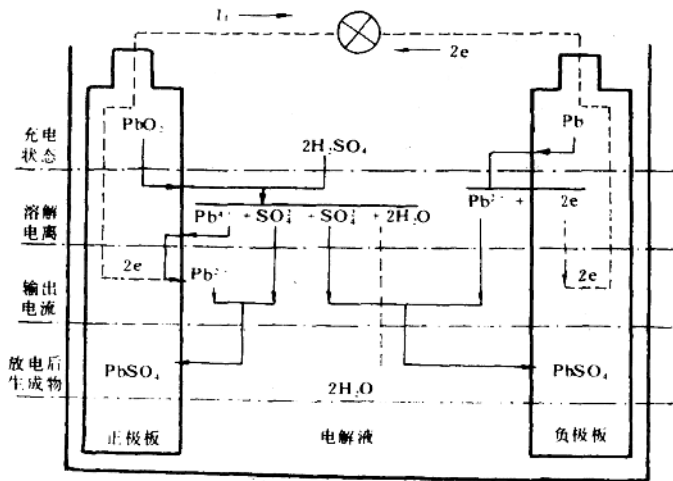 I₁
2e
充电
状态
PbO₂
2H₂SO₄
Pb
溶解
电离
Pb⁴ + SO₄² + SO₄² + 2H₂O
Pb² + 2e
2e
Pb²
2e
输出
电流
放电后
生成物
PbSO₄
2H₂O
PbSO₄
正极板
电解液
负极板